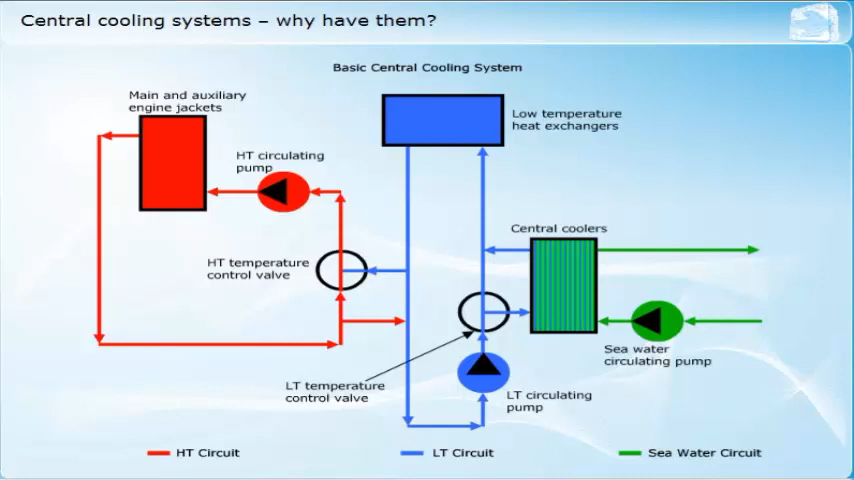 Central cooling systems – why have them?
Basic Central Cooling System
Main and auxiliary
engine jackets
Low temperature
heat exchangers
HT circulating
pump
Central coolers
HT temperature
control valve
Sea water
circulating pump
LT temperature
control valve
LT circulating
pump
HT Circuit
LT Circuit
Sea Water Circuit